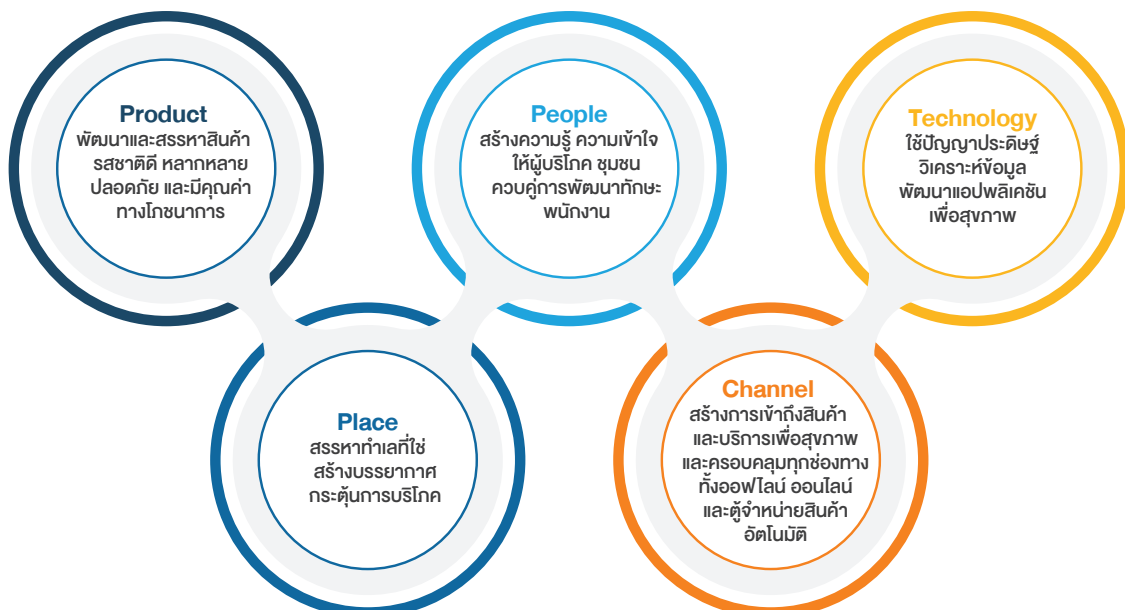 Product
พัฒนาและสรรหาสินค้า
รสชาติดี หลากหลาย
ปลอดภัย และมีคุณค่า
ทางโภชนาการ
Place
สรรหาทำเลที่ใช่
สร้างบรรยากาศ
กระตุ้นการบริโภค
People
สร้างความรู้ ความเข้าใจ
ให้ผู้บริโภค ชุมชน
ควบคู่การพัฒนาทักษะ
พนักงาน
Channel
สร้างการเข้าถึงสินค้า
และบริการเพื่อสุขภาพ
และครอบคลุมทุกช่องทาง
ทั้งออฟไลน์ ออนไลน์
และตู้จำหน่ายสินค้า
อัตโนมัติ
Technology
ใช้ปัญญาประดิษฐ์
วิเคราะห์ข้อมูล
พัฒนาแอปพลิเคชัน
เพื่อสุขภาพ